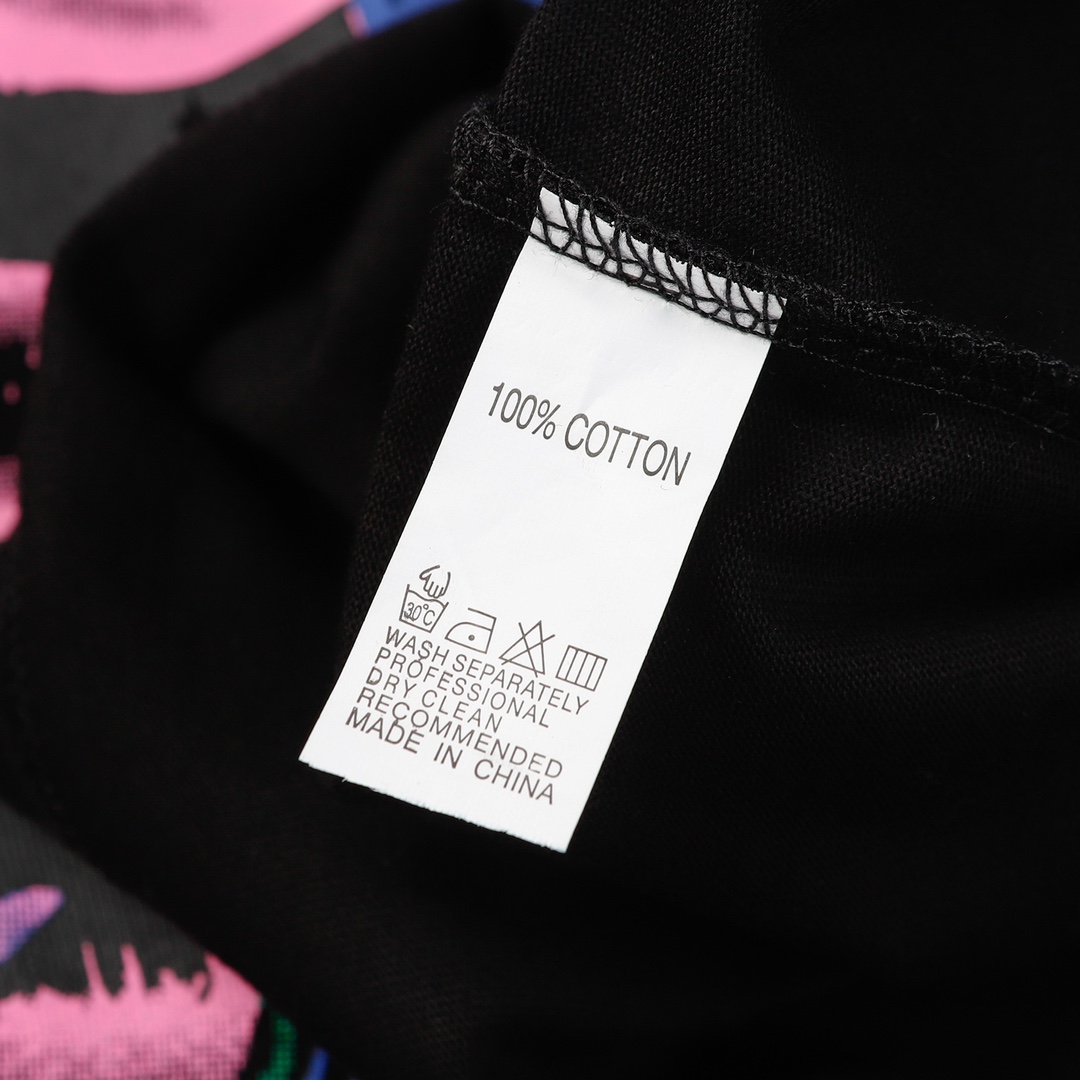 100% COTTON
30°C
WASH SEPARATELY
PROFESSIONAL
DRY CLEAN
RECOMMENDED
MADE IN CHINA